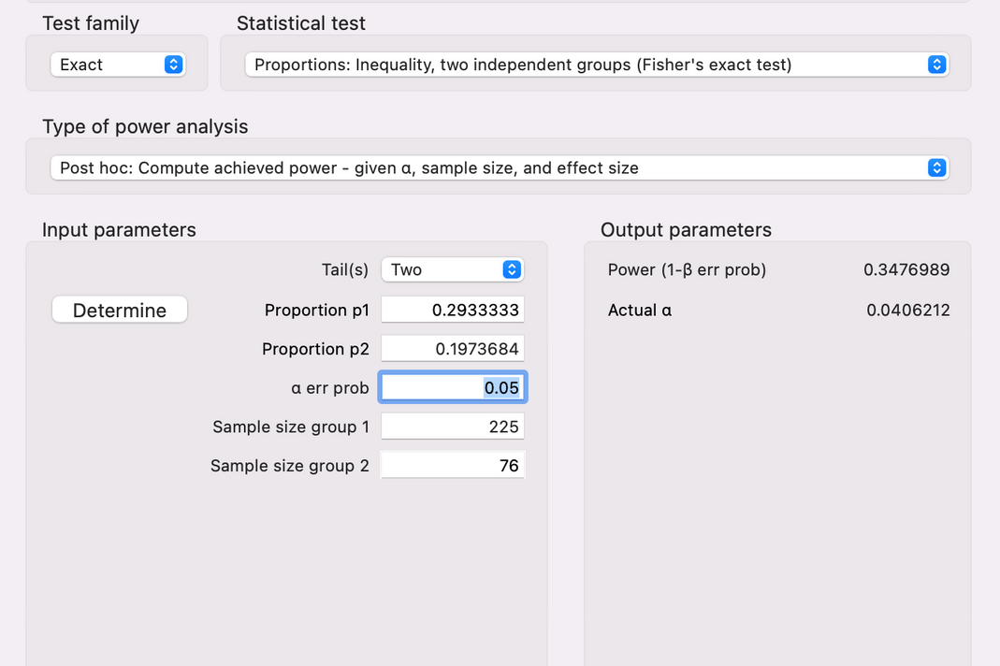 Test family
Statistical test
Exact
Proportions: Inequality, two independent groups (Fisher's exact test)
Type of power analysis
Post hoc: Compute achieved power - given α, sample size, and effect size
Input parameters
Tail(s) Two
Determine
Proportion p1 0.2933333
Proportion p2 0.1973684
α err prob 0.05
Sample size group 1 225
Sample size group 2 76
Output parameters
Power (1-β err prob) 0.3476989
Actual α 0.0406212